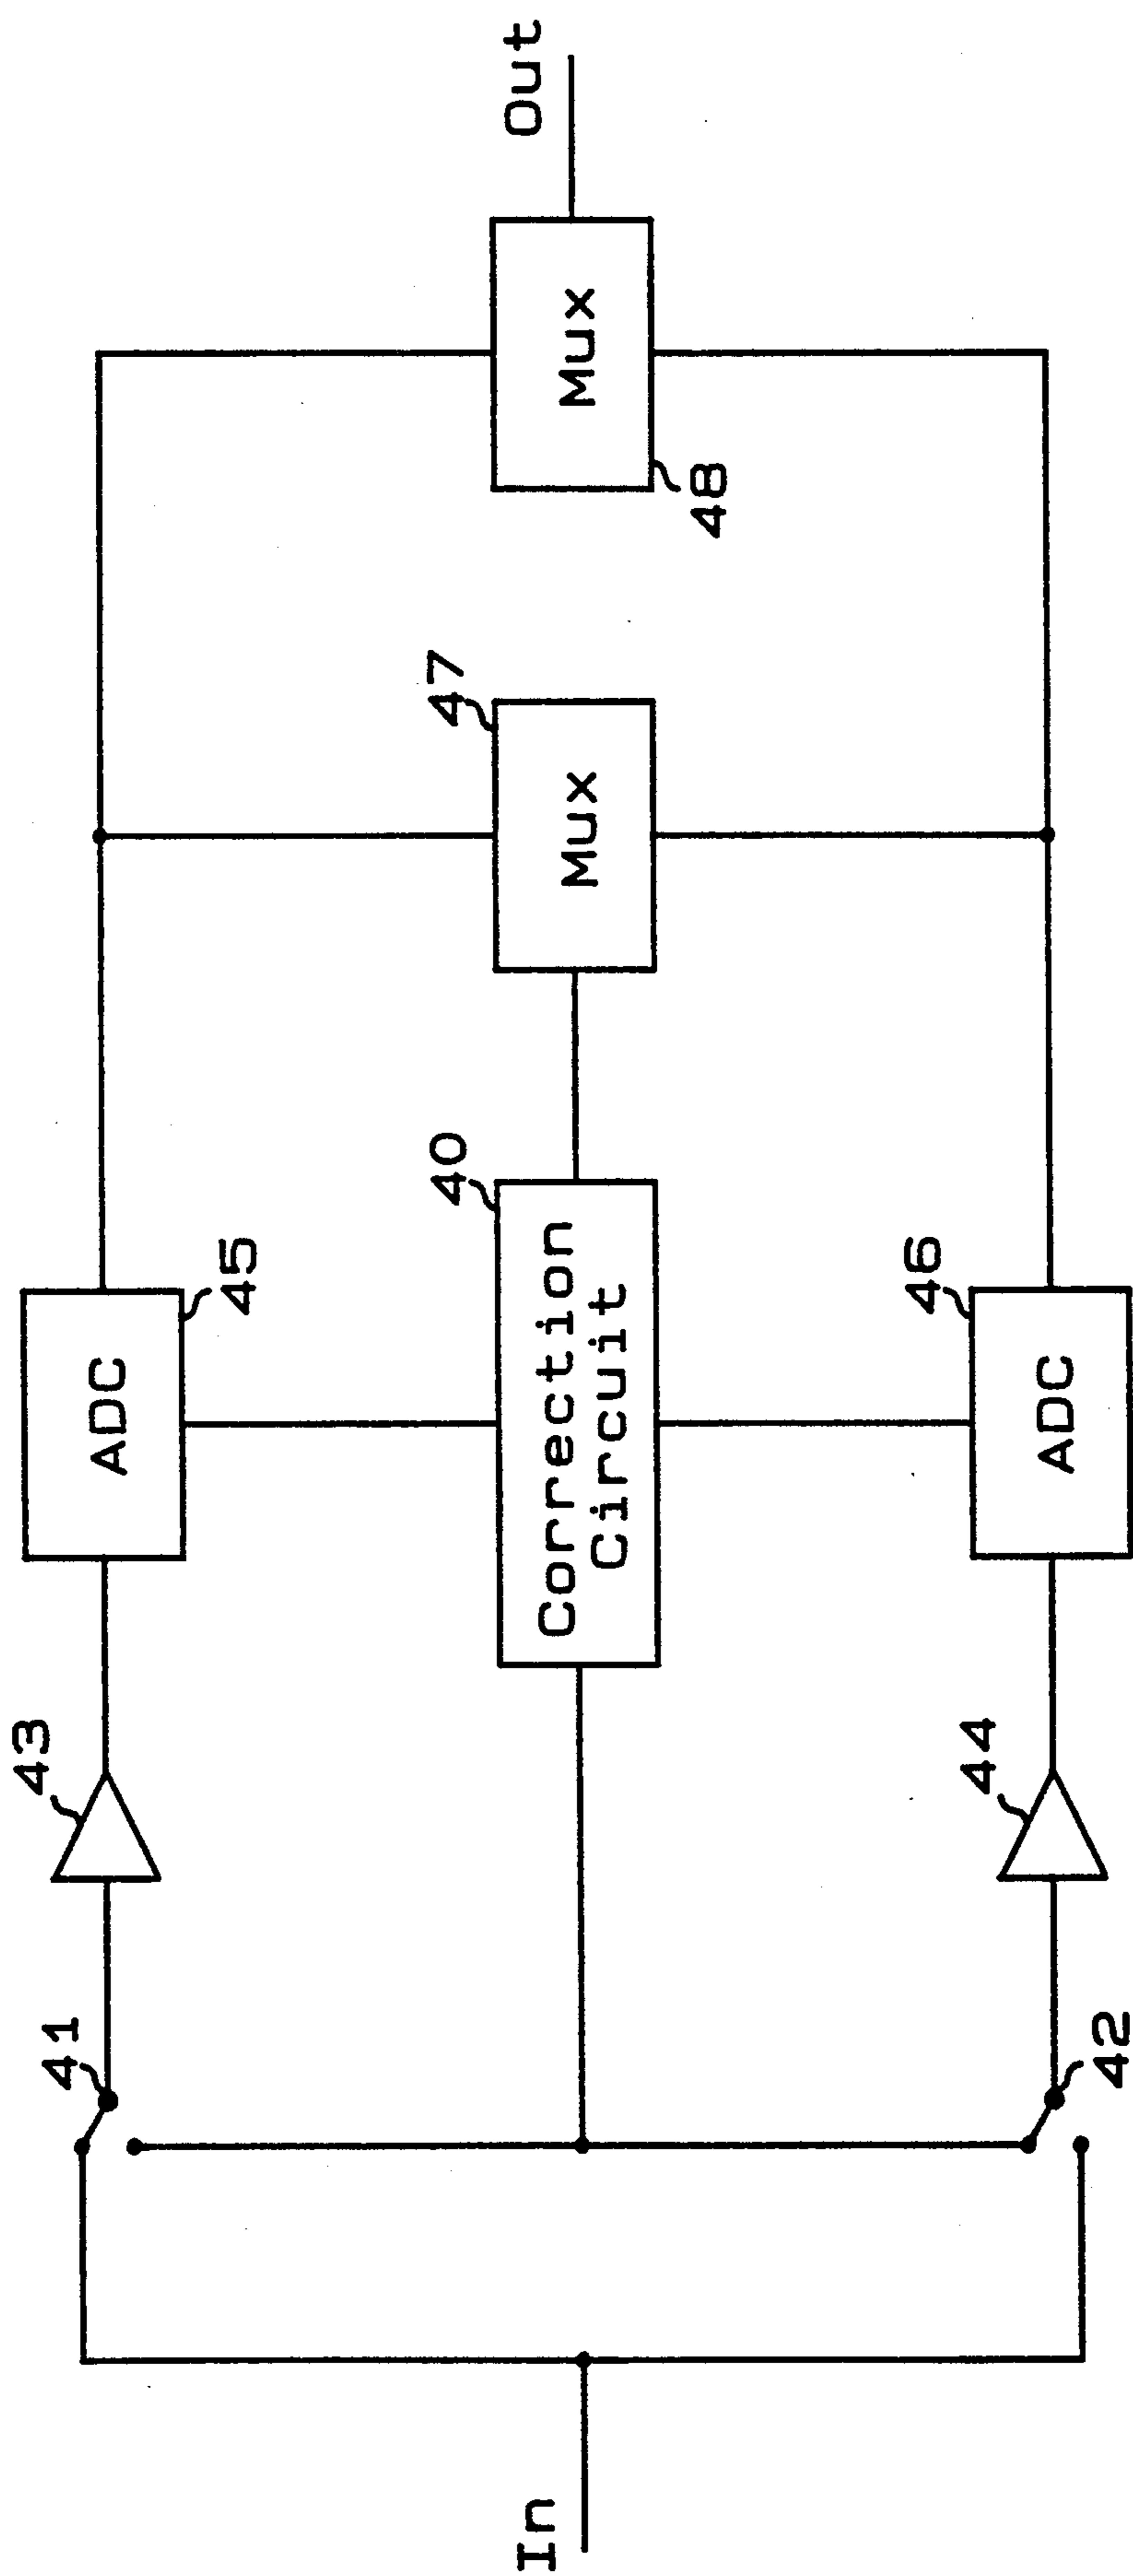 In
41
42
43
44
ADC
45
Correction
Circuit
40
ADC
46
Mux
47
Mux
48
Out